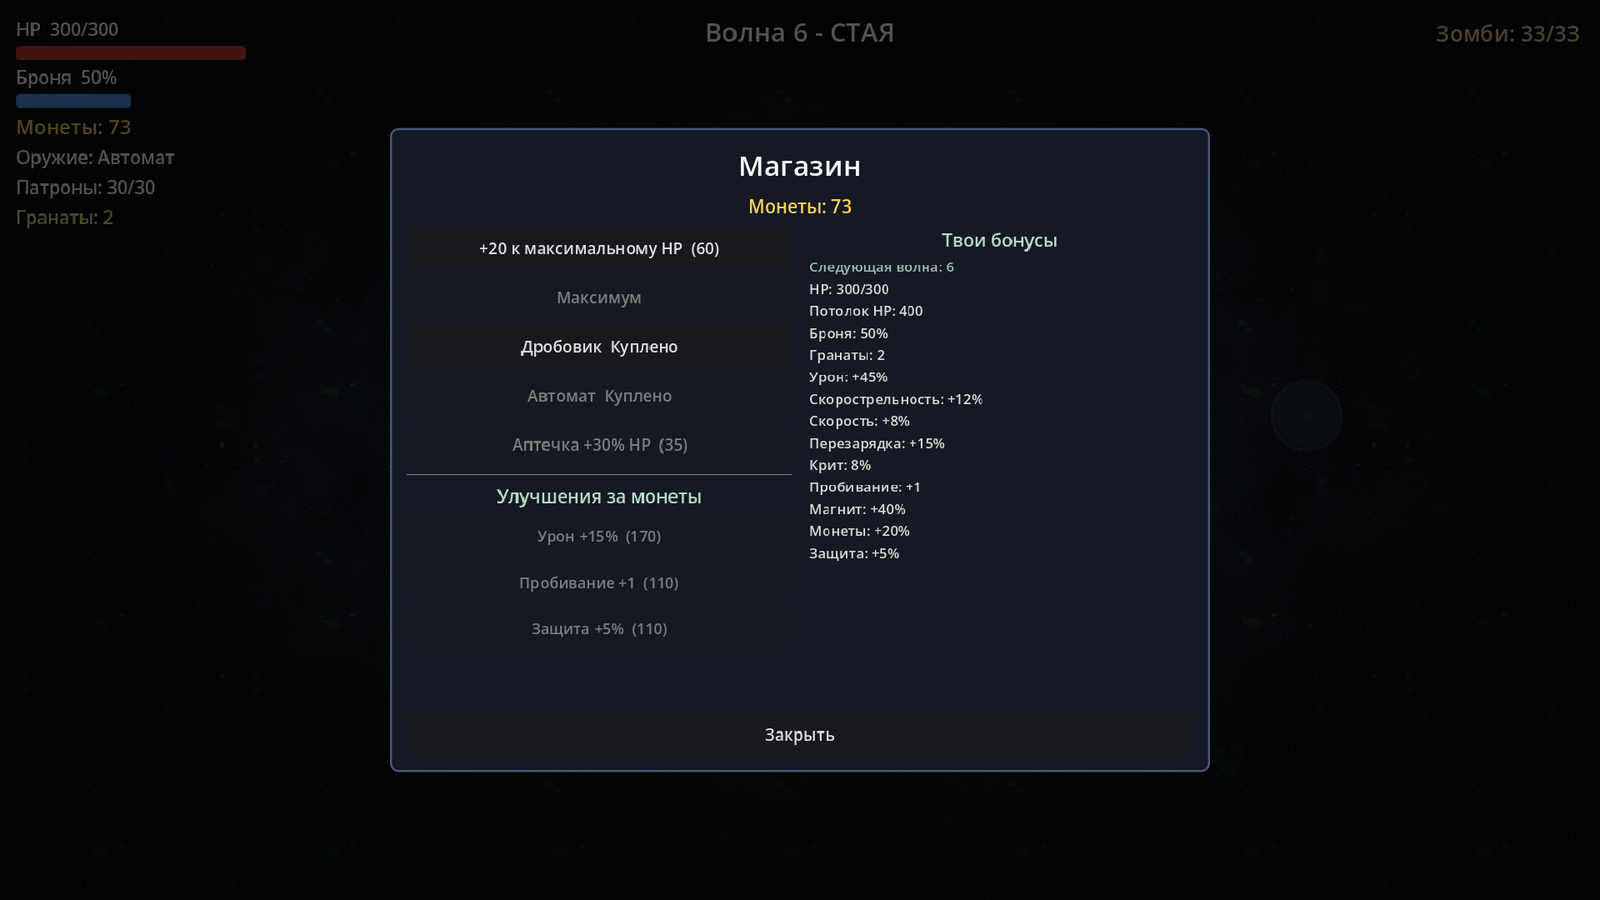 HP 300/300
Броня 50%
Монеты: 73
Оружие: Автомат
Патроны: 30/30
Гранаты: 2
Волна 6 - СТАЯ
Зомби: 33/33
Магазин
Монеты: 73
+20 к максимальному HP (60)
Максимум
Дробовик Куплено
Автомат Куплено
Аптечка +30% HP (35)
Улучшения за монеты
Урон +15% (170)
Пробивание +1 (110)
Защита +5% (110)
Твои бонусы
Следующая волна: 6
HP: 300/300
Потолок HP: 400
Броня: 50%
Гранаты: 2
Урон: +45%
Скорострельность: +12%
Скорость: +8%
Перезарядка: +15%
Крит: 8%
Пробивание: +1
Магнит: +40%
Монеты: +20%
Защита: +5%
Закрыть